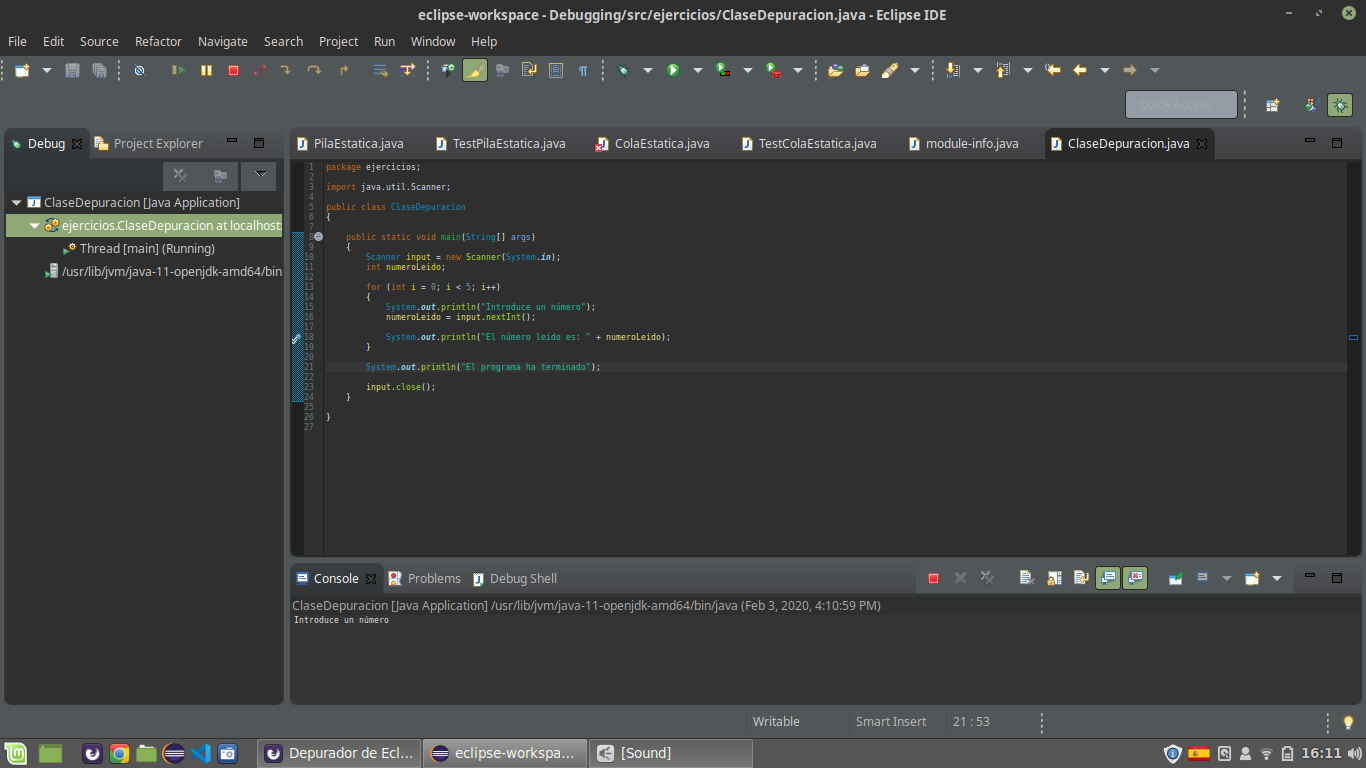 eclipse-workspace - Debugging/src/ejercicios/ClaseDepuracion.java - Eclipse IDE
File Edit Source Refactor Navigate Search Project Run Window Help
Quick Access
Debug Project Explorer
ClaseDepuracion [Java Application]
ejercicios.ClaseDepuracion at localhost:
Thread [main] (Running)
/usr/lib/jvm/java-11-openjdk-amd64/bin
PilaEstatica.java TestPilaEstatica.java ColaEstatica.java TestColaEstatica.java module-info.java ClaseDepuracion.java
1 package ejercicios;
2
3 import java.util.Scanner;
4
5 public class ClaseDepuracion
6 {
7
8 public static void main(String[] args)
9 {
10 Scanner input = new Scanner(System.in);
11 int numeroLeido;
12
13 for (int i = 0; i < 5; i++)
14 {
15 System.out.println("Introduce un número");
16 numeroLeido = input.nextInt();
17
18 System.out.println("El número leido es: " + numeroLeido);
19 }
20
21 System.out.println("El programa ha terminado");
22
23 input.close();
24 }
25
26 }
27
Console Problems Debug Shell
ClaseDepuracion [Java Application] /usr/lib/jvm/java-11-openjdk-amd64/bin/java (Feb 3, 2020, 4:10:59 PM)
Introduce un número
Writable Smart Insert 21 : 53
Depurador de Ecl... eclipse-workspa... [Sound] 16:11